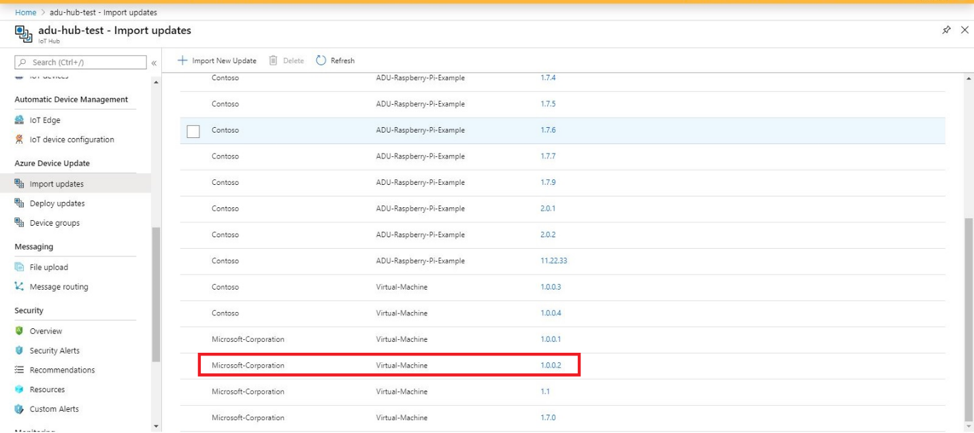 Home > adu-hub-test - Import updates
adu-hub-test - Import updates
IoT Hub
Search (Ctrl+/)
«
IoT devices
Automatic Device Management
IoT Edge
IoT device configuration
Azure Device Update
Import updates
Deploy updates
Device groups
Messaging
File upload
Message routing
Security
Overview
Security Alerts
Recommendations
Resources
Custom Alerts
Monitoring
Import New Update Delete Refresh
Contoso ADU-Raspberry-Pi-Example 1.7.4
Contoso ADU-Raspberry-Pi-Example 1.7.5
Contoso ADU-Raspberry-Pi-Example 1.7.6
Contoso ADU-Raspberry-Pi-Example 1.7.7
Contoso ADU-Raspberry-Pi-Example 1.7.9
Contoso ADU-Raspberry-Pi-Example 2.0.1
Contoso ADU-Raspberry-Pi-Example 2.0.2
Contoso ADU-Raspberry-Pi-Example 11.22.33
Contoso Virtual-Machine 1.0.0.3
Contoso Virtual-Machine 1.0.0.4
Microsoft-Corporation Virtual-Machine 1.0.0.1
Microsoft-Corporation Virtual-Machine 1.0.0.2
Microsoft-Corporation Virtual-Machine 1.1
Microsoft-Corporation Virtual-Machine 1.7.0